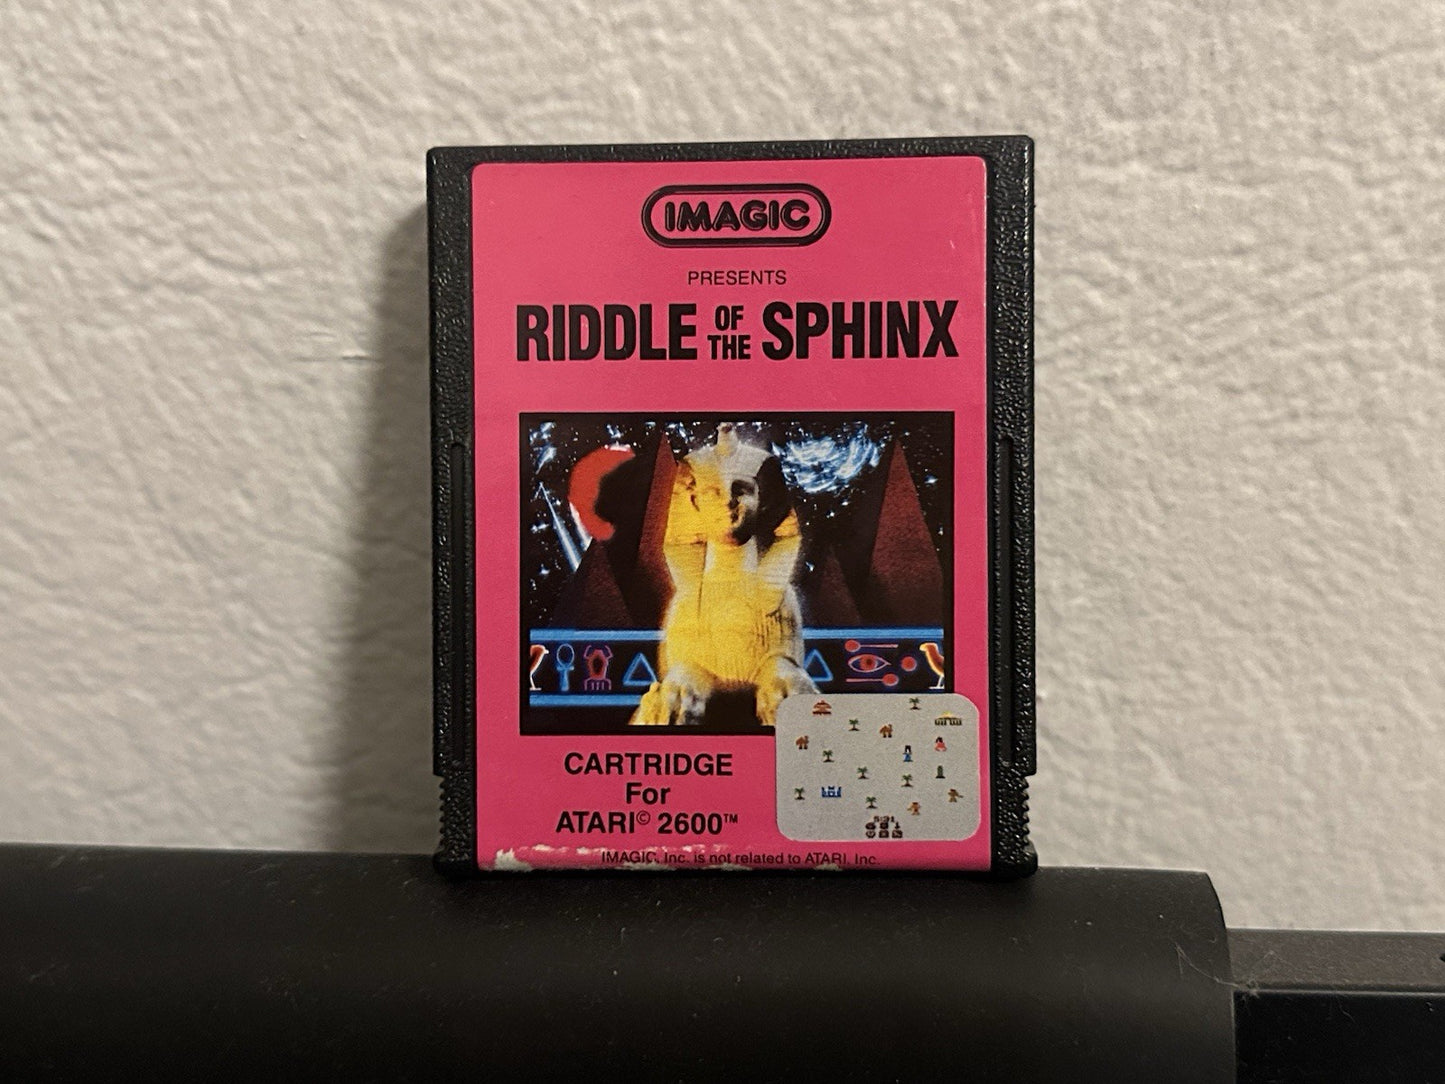 IMAGIC
PRESENTS
RIDDLE OF THE SPHINX
CARTRIDGE
For
ATARI© 2600™
IMAGIC, Inc. is not related to ATARI, Inc.